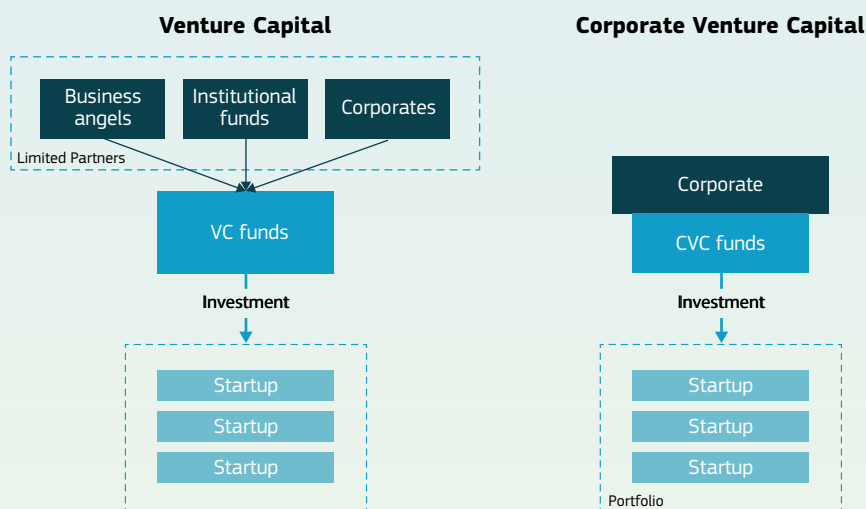 Venture Capital
Business
angels
Institutional
funds
Corporates
Limited Partners
VC funds
Investment
Startup
Startup
Startup
Corporate Venture Capital
Corporate
CVC funds
Investment
Startup
Startup
Startup
Portfolio